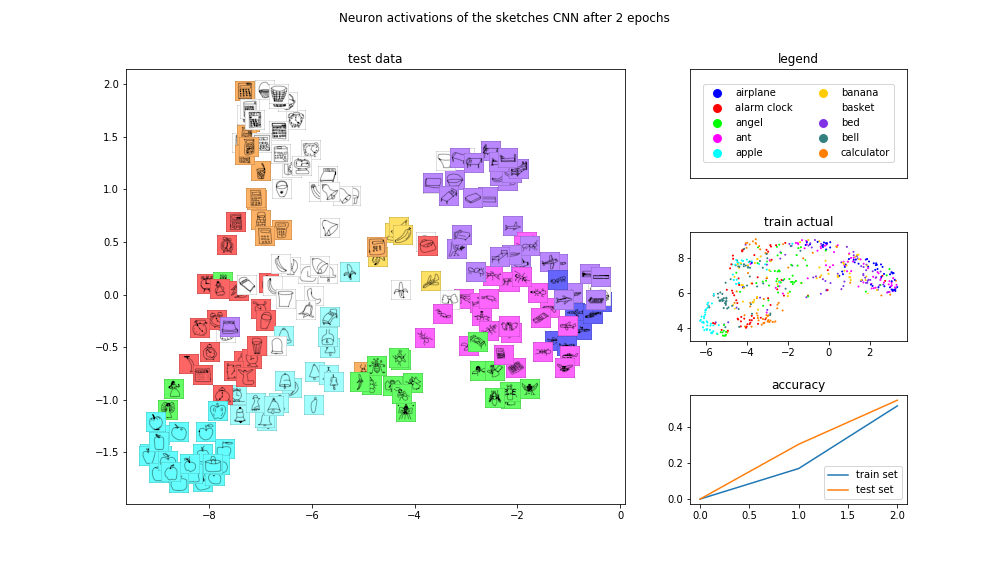 Neuron activations of the sketches CNN after 2 epochs
test data
2.0
1.5
1.0
0.5
0.0
−0.5
−1.0
−1.5
−8
−6
−4
−2
0
legend
airplane
alarm clock
angel
ant
apple
banana
basket
bed
bell
calculator
train actual
8
6
4
−6
−4
−2
0
2
accuracy
0.4
0.2
0.0
0.0
0.5
1.0
1.5
2.0
train set
test set